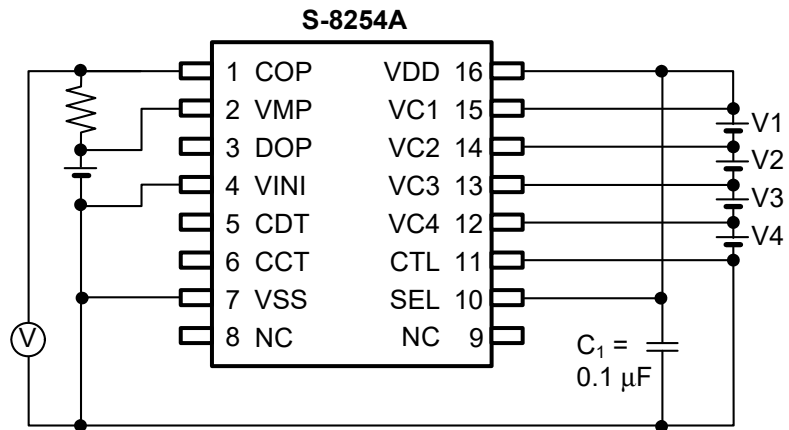 S-8254A
1 COP
2 VMP
3 DOP
4 VINI
5 CDT
6 CCT
7 VSS
8 NC
VDD 16
VC1 15
VC2 14
VC3 13
VC4 12
CTL 11
SEL 10
NC 9
V1
V2
V3
V4
V
C₁ =
0.1 μF